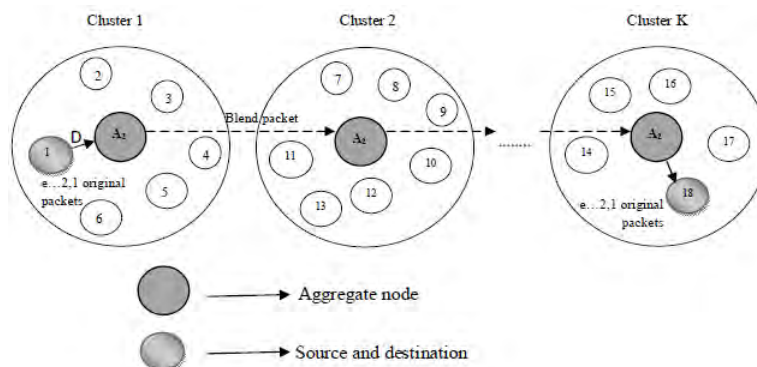 Cluster 1
Cluster 2
Cluster K
2
3
D
A₂
1
4
5
6
e…2,1 original
packets
Blend packet
7
8
9
A₂
11
10
12
13
........
15
16
A₂
14
17
18
e…2,1 original
packets
Aggregate node
Source and destination